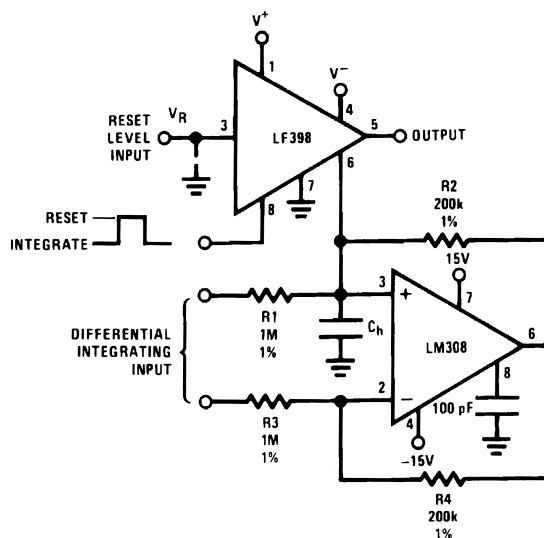 V+
V−
1
4
RESET
LEVEL
INPUT
VR
3
LF398
5
OUTPUT
6
7
8
RESET
INTEGRATE
R2
200k
1%
15V
7
DIFFERENTIAL
INTEGRATING
INPUT
R1
1M
1%
3
+
Ch
LM308
6
2
−
8
100 pF
4
−15V
R3
1M
1%
R4
200k
1%